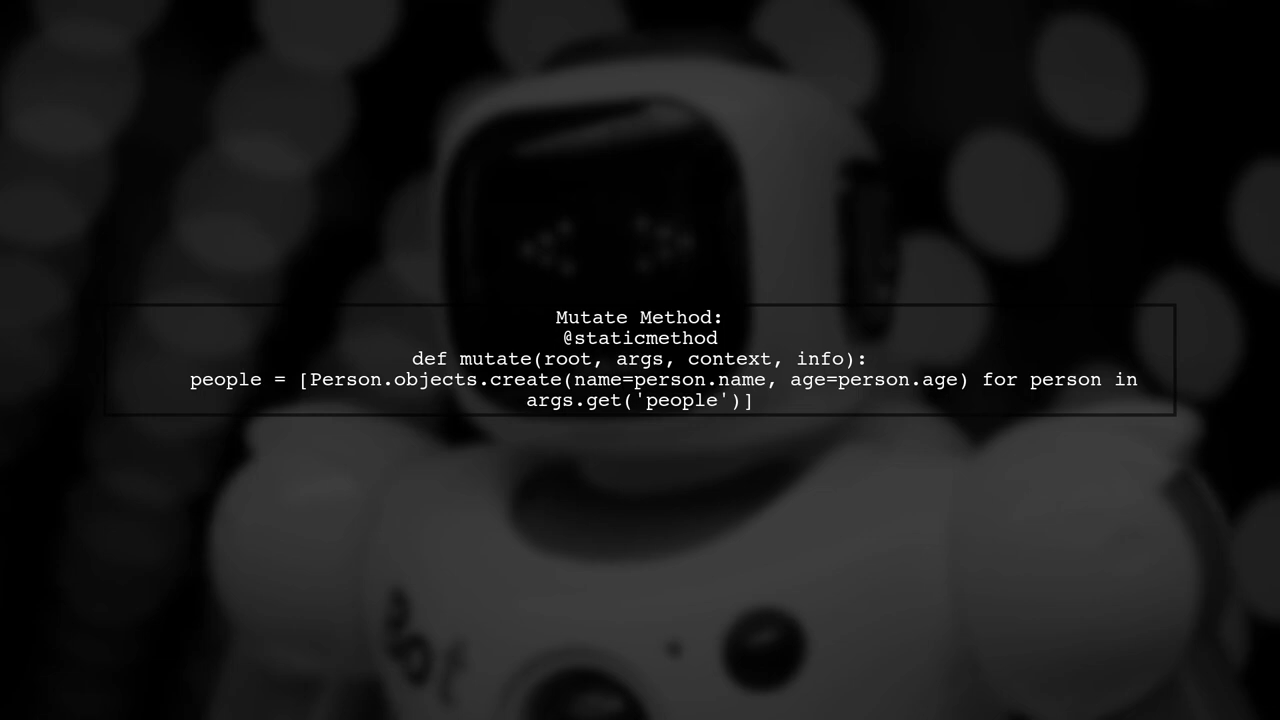 Mutate Method:
@staticmethod
def mutate(root, args, context, info):
people = [Person.objects.create(name=person.name, age=person.age) for person in
args.get('people')]